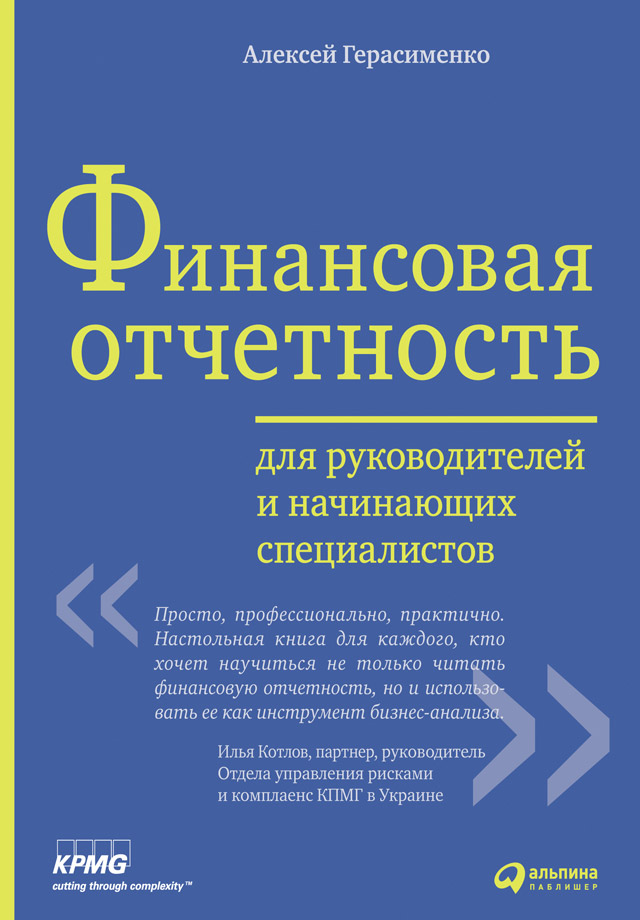 Алексей Герасименко
Финансовая
отчетность
для руководителей
и начинающих
специалистов
«
Просто, профессионально, практично.
Настольная книга для каждого, кто
хочет научиться не только читать
финансовую отчетность, но и использо-
вать ее как инструмент бизнес-анализа.
»
Илья Котлов, партнер, руководитель
Отдела управления рисками
и комплаенс КПМГ в Украине
KPMG
cutting through complexity™
альпина
ПАБЛИШЕР